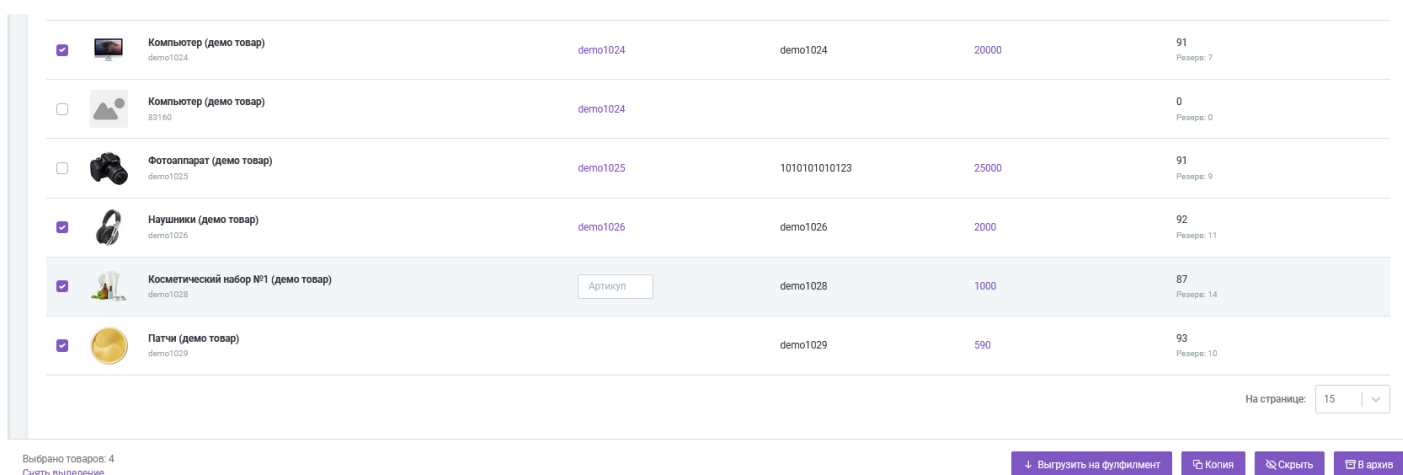 Компьютер (демо товар)
demo1024
demo1024
demo1024
20000
91
Резерв: 7
Компьютер (демо товар)
83160
demo1024
0
Резерв: 0
Фотоаппарат (демо товар)
demo1025
demo1025
1010101010123
25000
91
Резерв: 9
Наушники (демо товар)
demo1026
demo1026
demo1026
2000
92
Резерв: 11
Косметический набор №1 (демо товар)
demo1028
Артикул
demo1028
1000
87
Резерв: 14
Патчи (демо товар)
demo1029
demo1029
590
93
Резерв: 10
На странице: 15
Выбрано товаров: 4
Снять выделение
Выгрузить на фулфилмент
Копия
Скрыть
В архив